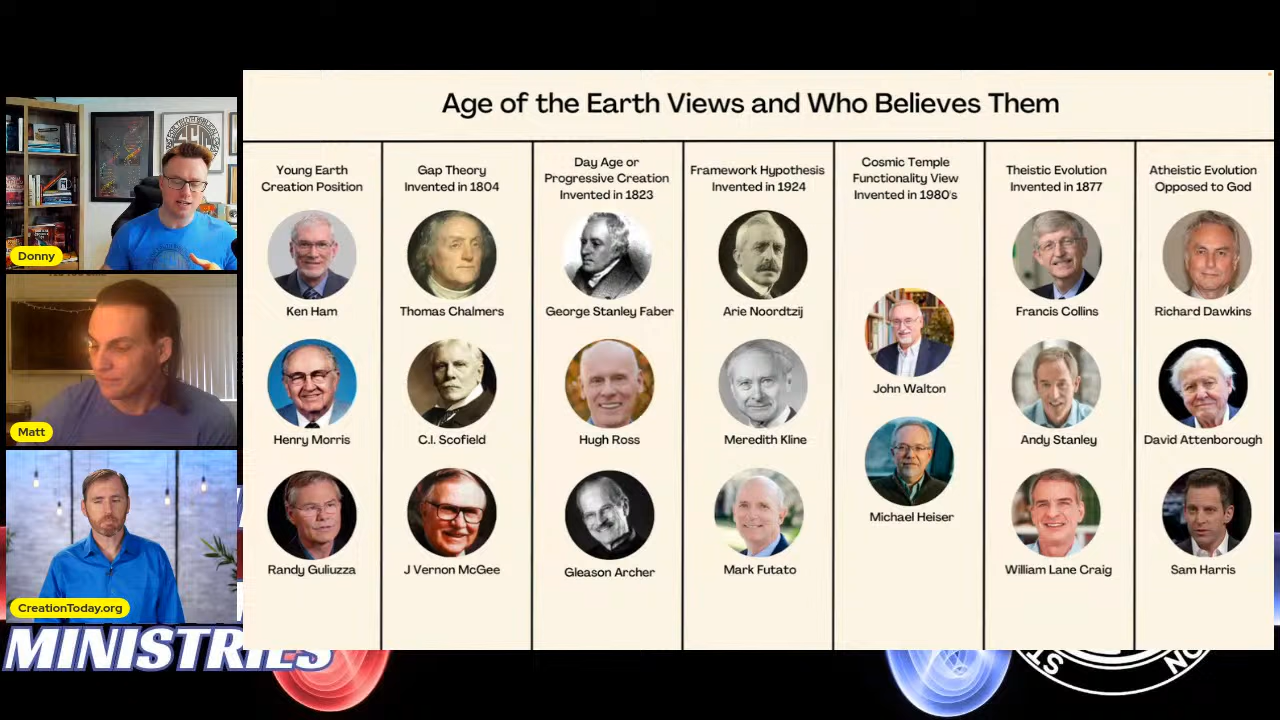 Age of the Earth Views and Who Believes Them
Young Earth
Creation Position
Ken Ham
Henry Morris
Randy Guliuzza
Gap Theory
Invented in 1804
Thomas Chalmers
C.I. Scofield
J Vernon McGee
Day Age or
Progressive Creation
Invented in 1823
George Stanley Faber
Hugh Ross
Gleason Archer
Framework Hypothesis
Invented in 1924
Arie Noordtzij
Meredith Kline
Mark Futato
Cosmic Temple
Functionality View
Invented in 1980's
John Walton
Michael Heiser
Theistic Evolution
Invented in 1877
Francis Collins
Andy Stanley
William Lane Craig
Atheistic Evolution
Opposed to God
Richard Dawkins
David Attenborough
Sam Harris
Donny
Matt
CreationToday.org
MINISTRIES